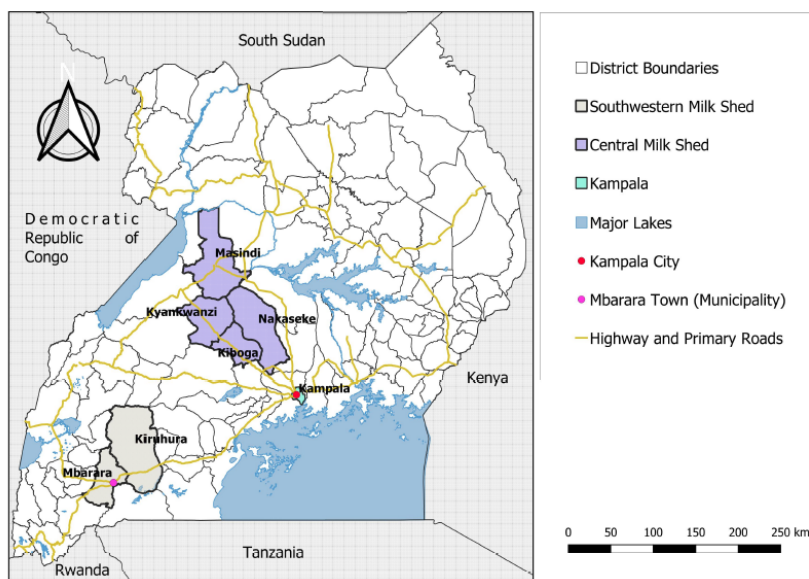 South Sudan
N
Democratic
Republic of
Congo
Masindi
Kyankwanzi
Nakaseke
Kiboga
Kampala
Kenya
Kiruhura
Mbarara
Tanzania
Rwanda
District Boundaries
Southwestern Milk Shed
Central Milk Shed
Kampala
Major Lakes
Kampala City
Mbarara Town (Municipality)
Highway and Primary Roads
0 50 100 150 200 250 km